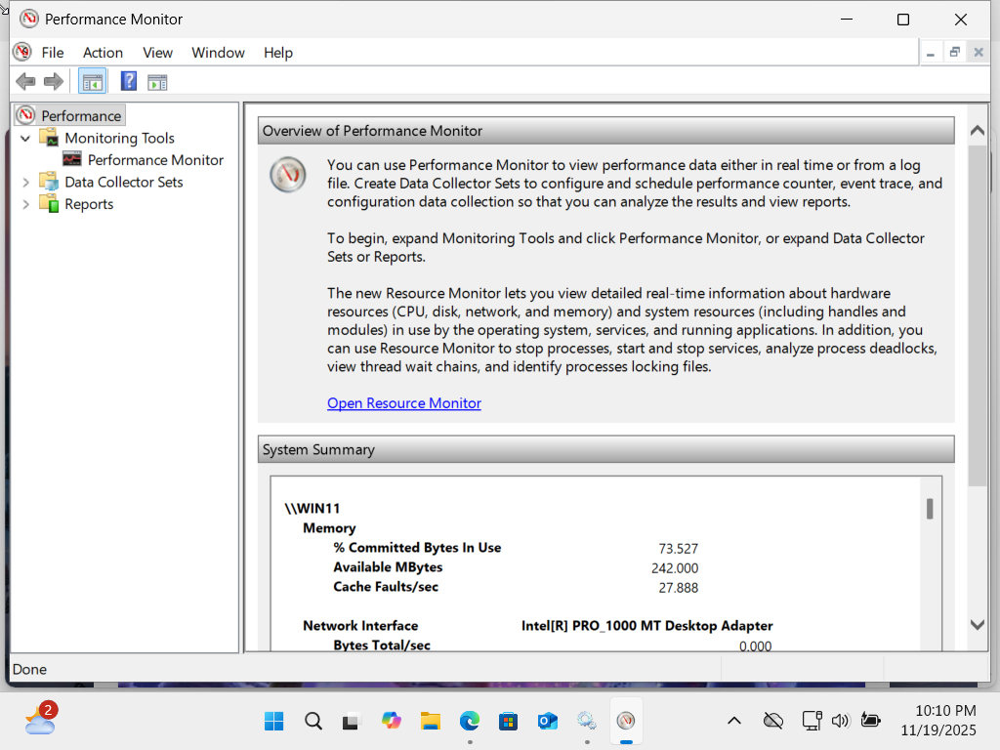 Performance Monitor
File Action View Window Help
Performance
Monitoring Tools
Performance Monitor
Data Collector Sets
Reports
Overview of Performance Monitor
You can use Performance Monitor to view performance data either in real time or from a log
file. Create Data Collector Sets to configure and schedule performance counter, event trace, and
configuration data collection so that you can analyze the results and view reports.
To begin, expand Monitoring Tools and click Performance Monitor, or expand Data Collector
Sets or Reports.
The new Resource Monitor lets you view detailed real-time information about hardware
resources (CPU, disk, network, and memory) and system resources (including handles and
modules) in use by the operating system, services, and running applications. In addition, you
can use Resource Monitor to stop processes, start and stop services, analyze process deadlocks,
view thread wait chains, and identify processes locking files.
Open Resource Monitor
System Summary
\\WIN11
Memory
% Committed Bytes In Use 73.527
Available MBytes 242.000
Cache Faults/sec 27.888
Network Interface Intel[R] PRO_1000 MT Desktop Adapter
Bytes Total/sec 0.000
Done
2
10:10 PM
11/19/2025